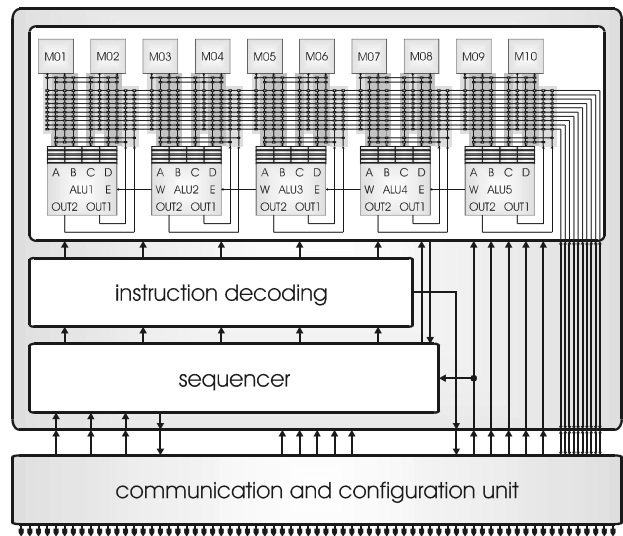 M01 M02 M03 M04 M05 M06 M07 M08 M09 M10
A B C D A B C D A B C D A B C D A B C D
ALU1 E W ALU2 E W ALU3 E W ALU4 E W ALU5
OUT2 OUT1 OUT2 OUT1 OUT2 OUT1 OUT2 OUT1 OUT2 OUT1
instruction decoding
sequencer
communication and configuration unit